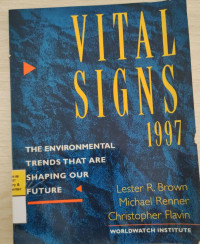 VITAL
SIGNS
1997
THE ENVIRONMENTAL
TRENDS THAT ARE
SHAPING OUR
FUTURE
Lester R. Brown
Michael Renner
Christopher Flavin
WORLDWATCH INSTITUTE